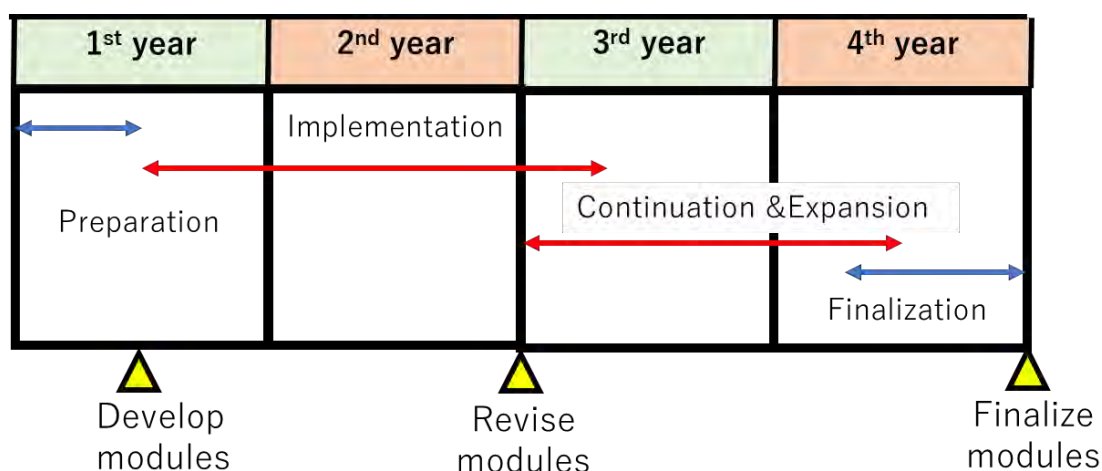 1st year 2nd year 3rd year 4th year
Implementation
Preparation
Continuation &Expansion
Finalization
Develop
modules
Revise
modules
Finalize
modules